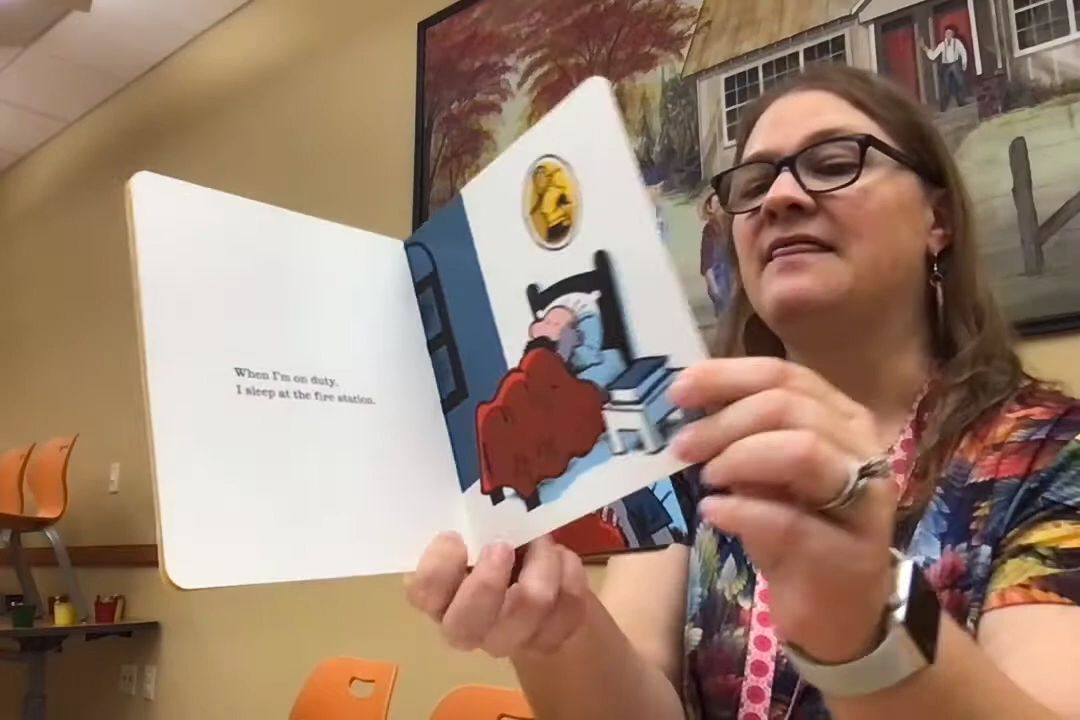 When I'm on duty,
I sleep at the fire station.